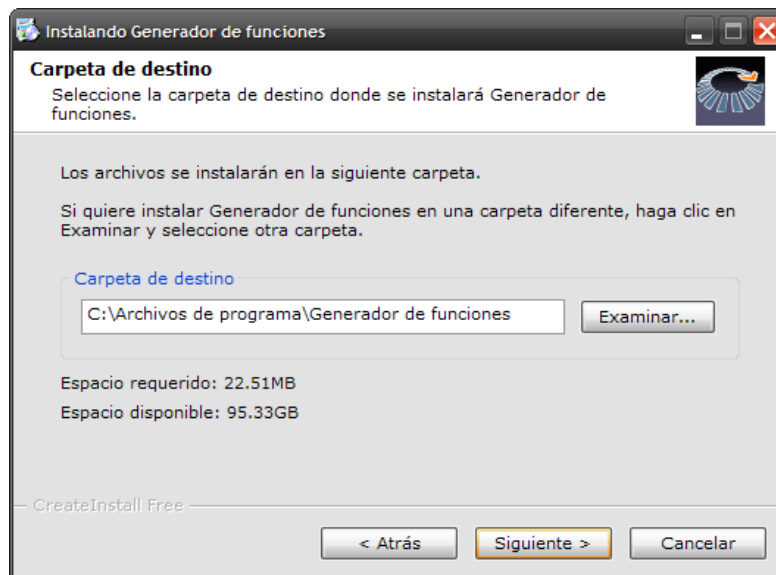 Instalando Generador de funciones
Carpeta de destino
Seleccione la carpeta de destino donde se instalará Generador de
funciones.
Los archivos se instalarán en la siguiente carpeta.
Si quiere instalar Generador de funciones en una carpeta diferente, haga clic en
Examinar y seleccione otra carpeta.
Carpeta de destino
C:\Archivos de programa\Generador de funciones
Examinar...
Espacio requerido: 22.51MB
Espacio disponible: 95.33GB
CreateInstall Free
< Atrás
Siguiente >
Cancelar